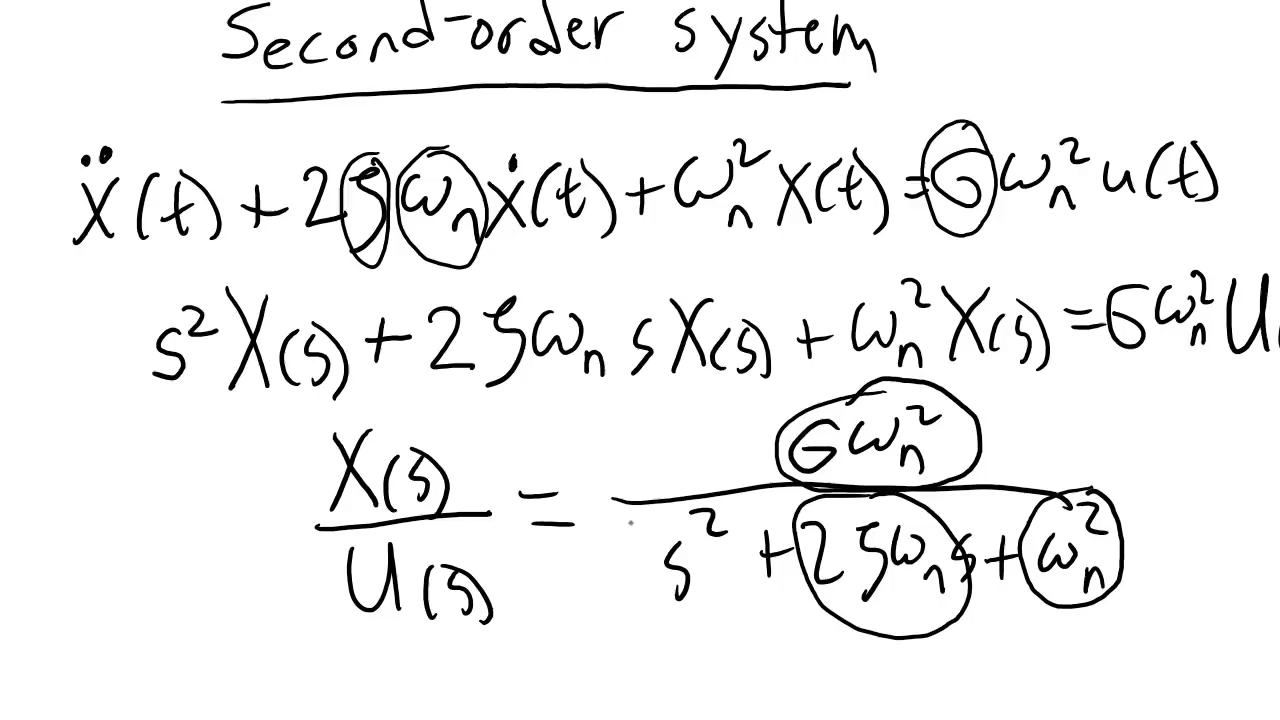 Second-order system
ẍ(t) + 2ζωₙẋ(t) + ωₙ²x(t) = Gωₙ²u(t)
s²X(s) + 2ζωₙsX(s) + ωₙ²X(s) = Gωₙ²U(
X(s)/U(s) = Gωₙ²/(s² + 2ζωₙs + ωₙ²)